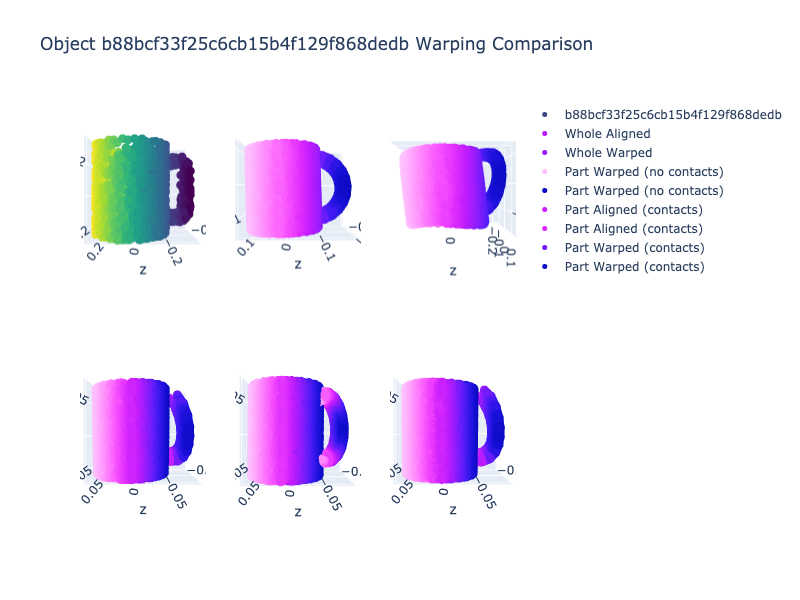 Object b88bcf33f25c6cb15b4f129f868dedb Warping Comparison
b88bcf33f25c6cb15b4f129f868dedb
Whole Aligned
Whole Warped
Part Warped (no contacts)
Part Warped (no contacts)
Part Aligned (contacts)
Part Aligned (contacts)
Part Warped (contacts)
Part Warped (contacts)
0.2 0 −0.2
z
0.1 0 −0.1
z
0
z
0.05 0 −0.05
z
0.05 0 −0.05
z
0.05 0 −0.05
z